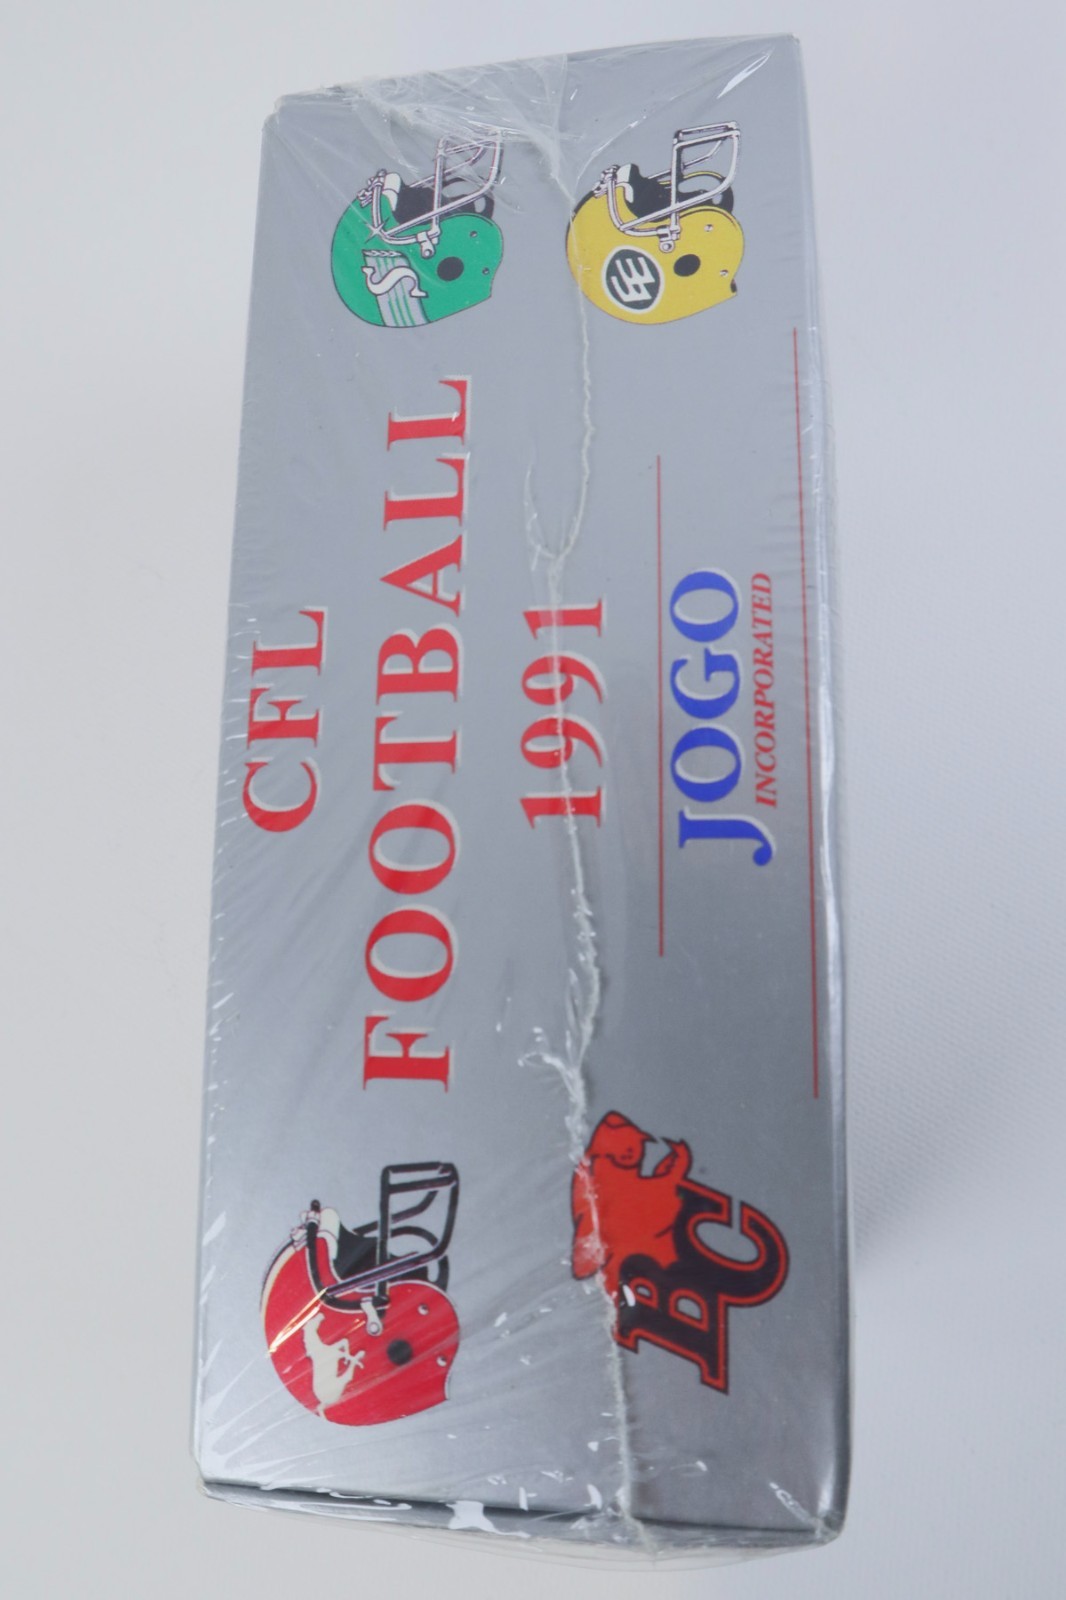 CFL
FOOTBALL
1991
JOGO
INCORPORATED
S
BC